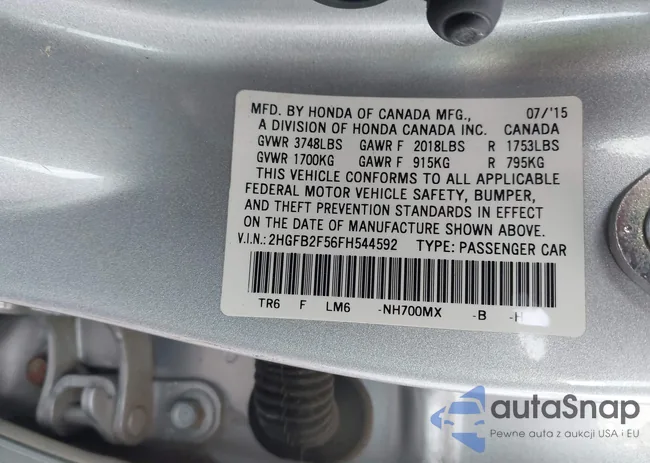 MFD. BY HONDA OF CANADA MFG., 07/'15
A DIVISION OF HONDA CANADA INC. CANADA
GVWR 3748LBS GAWR F 2018LBS R 1753LBS
GVWR 1700KG GAWR F 915KG R 795KG
THIS VEHICLE CONFORMS TO ALL APPLICABLE
FEDERAL MOTOR VEHICLE SAFETY, BUMPER,
AND THEFT PREVENTION STANDARDS IN EFFECT
ON THE DATE OF MANUFACTURE SHOWN ABOVE.
V.I.N.: 2HGFB2F56FH544592 TYPE: PASSENGER CAR
TR6 F LM6 -NH700MX -B -H
autoSnap
Pewne auta z aukcji USA i EU